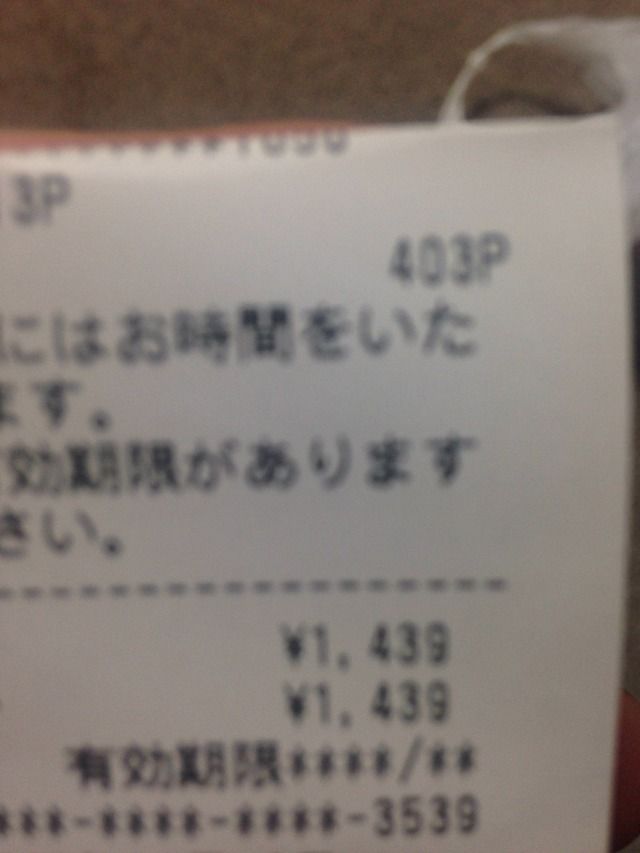 3P
403P
にはお時間をいた
ます。
効期限があります
さい。
¥1,439
¥1,439
有効期限****/**
***-****-****-3539